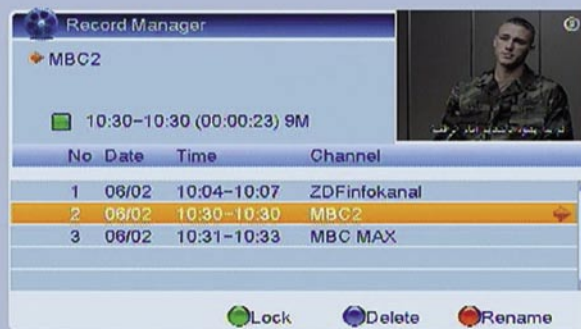 Record Manager
MBC2
10:30-10:30 (00:00:23) 9M
No Date Time Channel
1 06/02 10:04-10:07 ZDFinfokanal
2 06/02 10:30-10:30 MBC2
3 06/02 10:31-10:33 MBC MAX
Lock Delete Rename